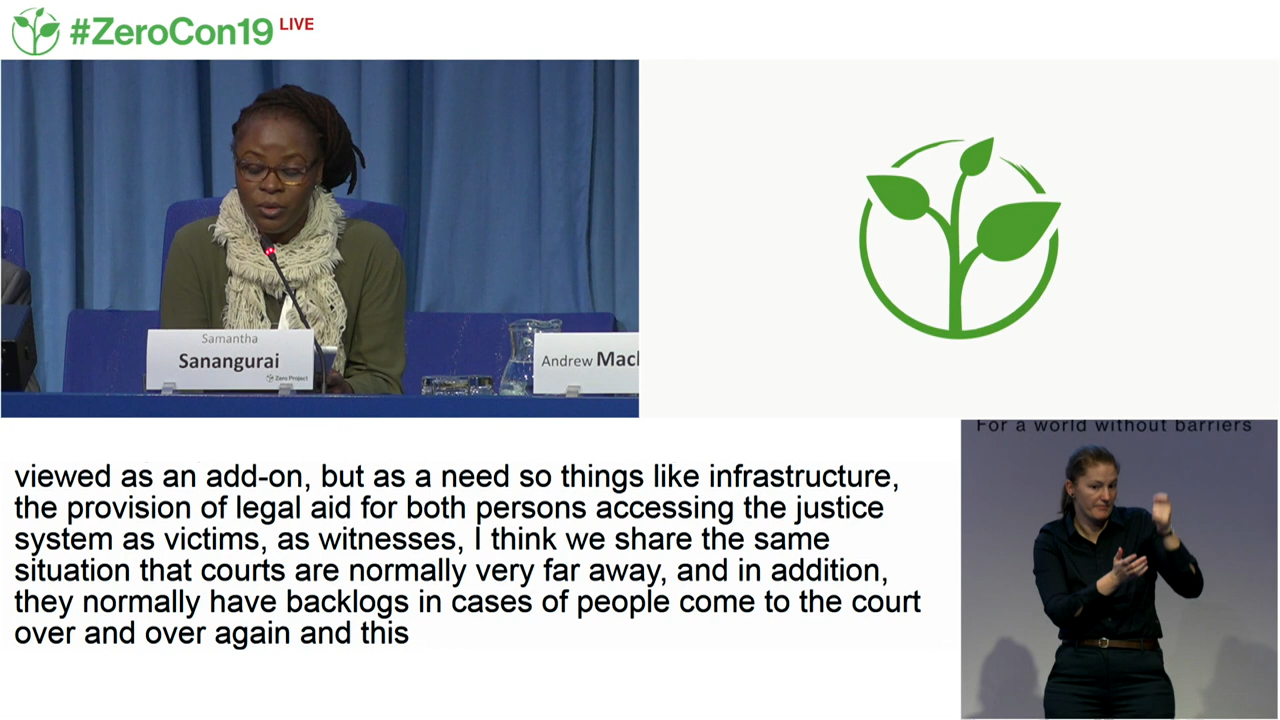 #ZeroCon19 LIVE
Samantha
Sanangurai
Zero Project
Andrew Macl
For a world without barriers
viewed as an add-on, but as a need so things like infrastructure,
the provision of legal aid for both persons accessing the justice
system as victims, as witnesses, I think we share the same
situation that courts are normally very far away, and in addition,
they normally have backlogs in cases of people come to the court
over and over again and this